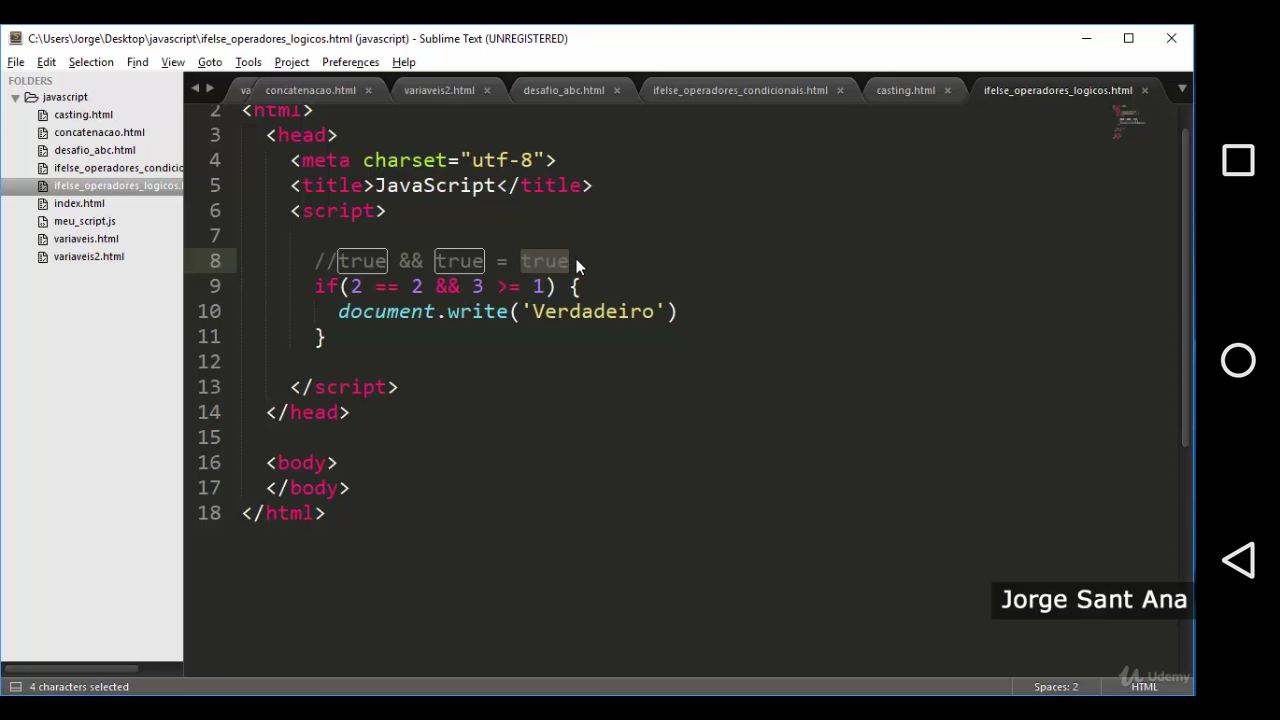 C:\Users\Jorge\Desktop\javascript\ifelse_operadores_logicos.html (javascript) - Sublime Text (UNREGISTERED)
File Edit Selection Find View Goto Tools Project Preferences Help
FOLDERS
javascript
casting.html
concatenacao.html
desafio_abc.html
ifelse_operadores_condicio
ifelse_operadores_logicos.
index.html
meu_script.js
variaveis.html
variaveis2.html
va concatenacao.html variaveis2.html desafio_abc.html ifelse_operadores_condicionais.html casting.html ifelse_operadores_logicos.html
2 <html>
3 <head>
4 <meta charset="utf-8">
5 <title>JavaScript</title>
6 <script>
7
8 //true && true = true
9 if(2 == 2 && 3 >= 1) {
10 document.write('Verdadeiro')
11 }
12
13 </script>
14 </head>
15
16 <body>
17 </body>
18 </html>
Jorge Sant Ana
Udemy
4 characters selected Spaces: 2 HTML